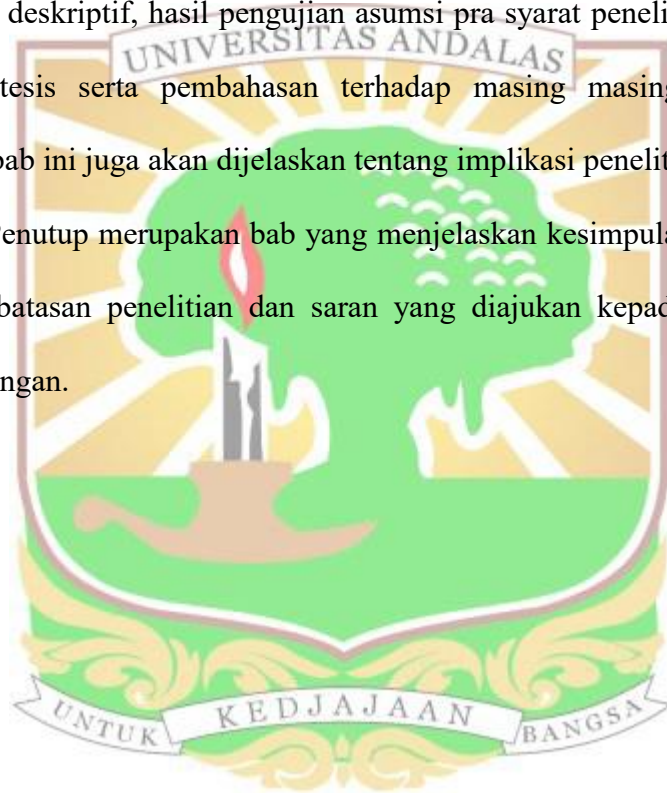 deskriptif, hasil pengujian asumsi pra syarat peneli
UNIVERSITAS ANDALAS
tesis serta pembahasan terhadap masing masing
bab ini juga akan dijelaskan tentang implikasi penelit
Penutup merupakan bab yang menjelaskan kesimpula
batasan penelitian dan saran yang diajukan kepad
ngan.
UNTUK KEDJAJAAN BANGSA